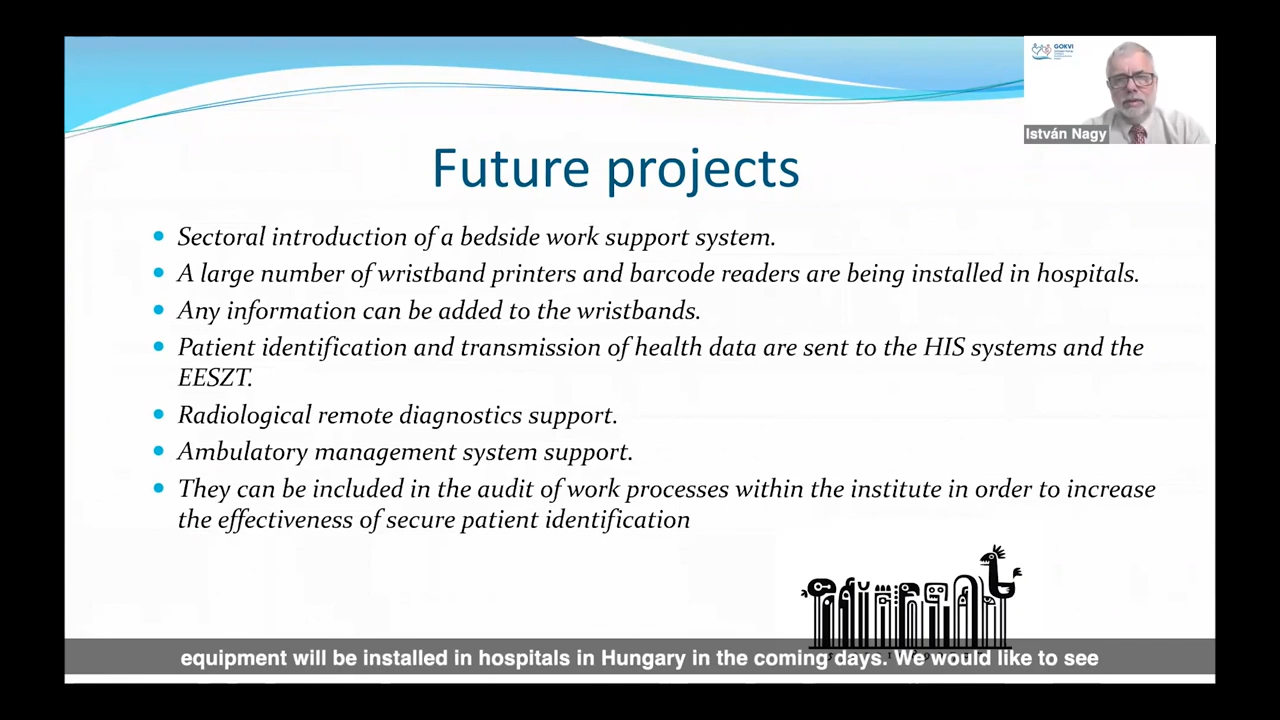 GOKVI
István Nagy
Future projects
Sectoral introduction of a bedside work support system.
A large number of wristband printers and barcode readers are being installed in hospitals.
Any information can be added to the wristbands.
Patient identification and transmission of health data are sent to the HIS systems and the
EESZT.
Radiological remote diagnostics support.
Ambulatory management system support.
They can be included in the audit of work processes within the institute in order to increase
the effectiveness of secure patient identification
equipment will be installed in hospitals in Hungary in the coming days. We would like to see